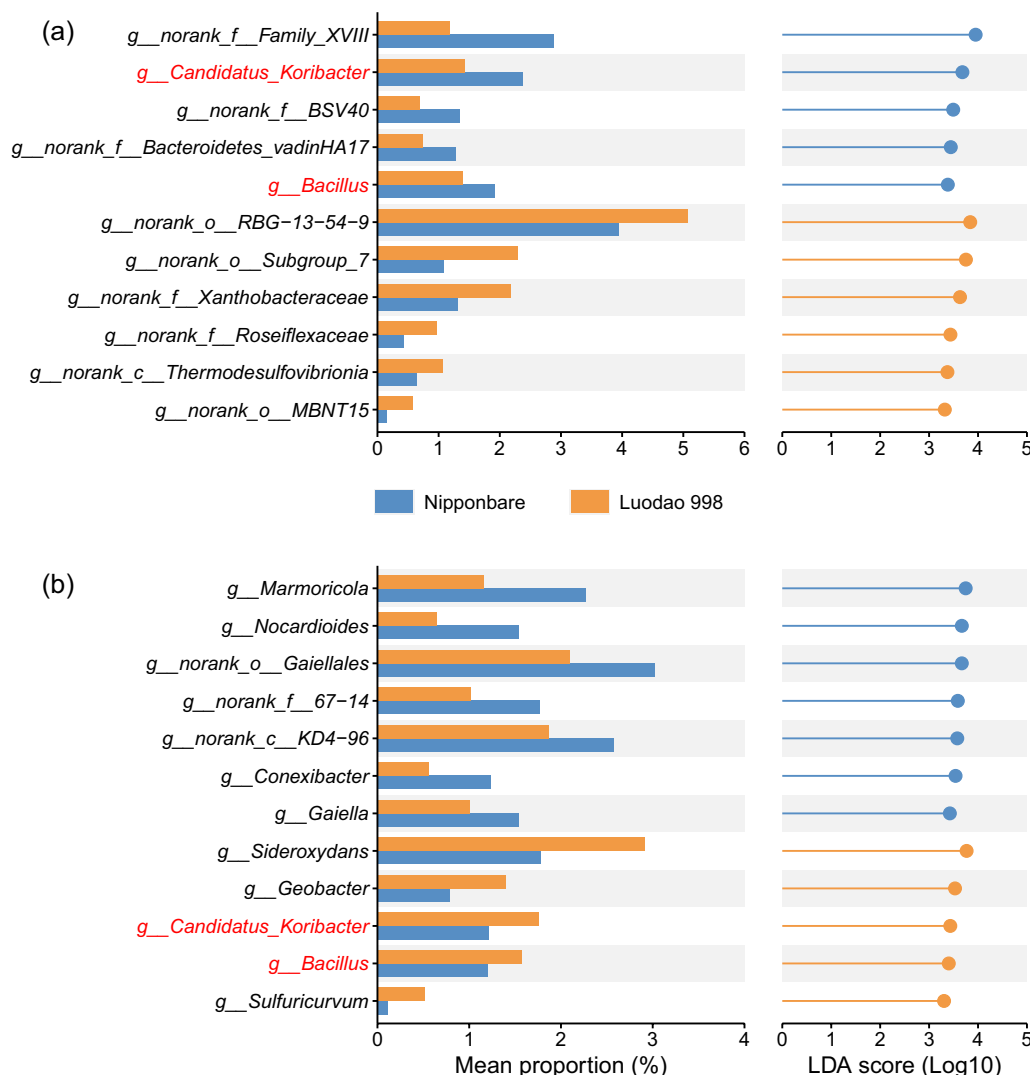 (a)
g__norank_f__Family_XVIII
g__Candidatus_Koribacter
g__norank_f__BSV40
g__norank_f__Bacteroidetes_vadinHA17
g__Bacillus
g__norank_o__RBG−13−54−9
g__norank_o__Subgroup_7
g__norank_f__Xanthobacteraceae
g__norank_f__Roseiflexaceae
g__norank_c__Thermodesulfovibrionia
g__norank_o__MBNT15
0 1 2 3 4 5 6
0 1 2 3 4 5
Nipponbare
Luodao 998
(b)
g__Marmoricola
g__Nocardioides
g__norank_o__Gaiellales
g__norank_f__67−14
g__norank_c__KD4−96
g__Conexibacter
g__Gaiella
g__Sideroxydans
g__Geobacter
g__Candidatus_Koribacter
g__Bacillus
g__Sulfuricurvum
0 1 2 3 4
0 1 2 3 4 5
Mean proportion (%)
LDA score (Log10)